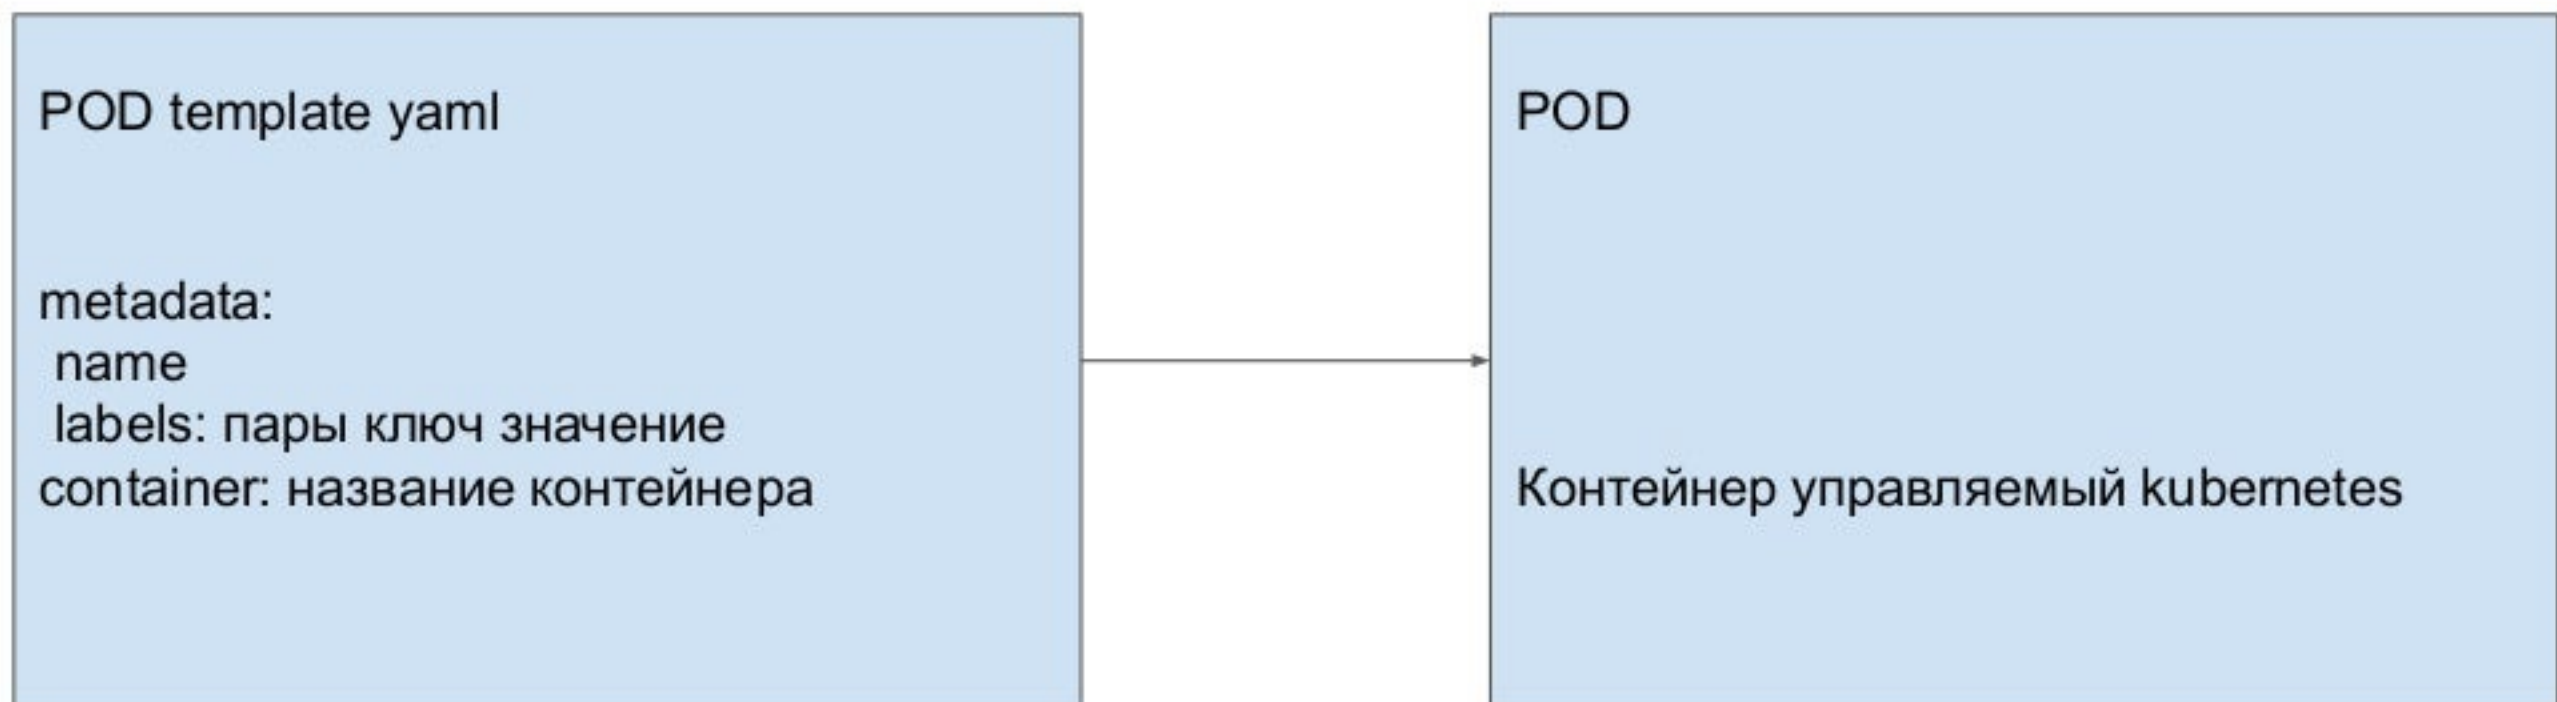 POD template yaml
metadata:
name
labels: пары ключ значение
container: название контейнера
POD
Контейнер управляемый kubernetes